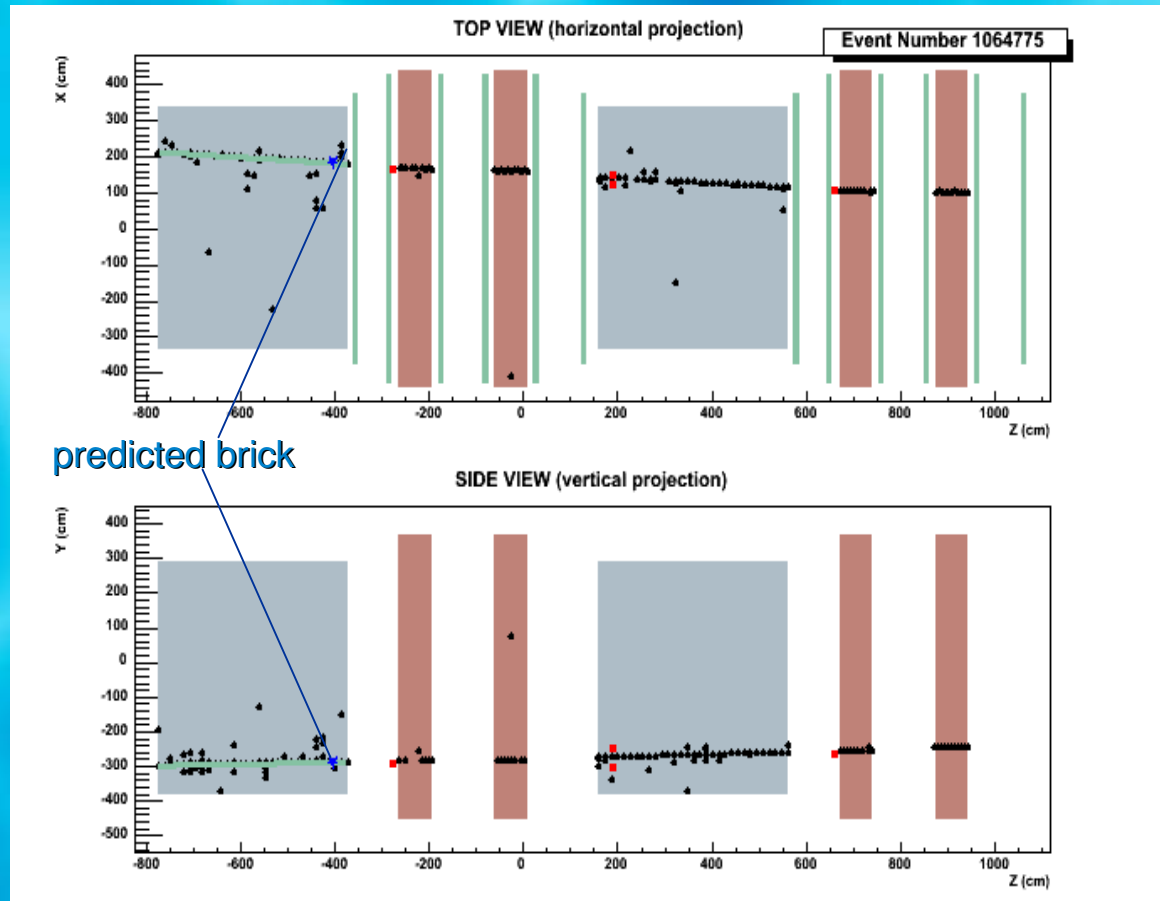 TOP VIEW (horizontal projection)
Event Number 1064775
X (cm)
400
300
200
100
0
-100
-200
-300
-400
-800 -600 -400 -200 0 200 400 600 800 1000
Z (cm)
predicted brick
SIDE VIEW (vertical projection)
Y (cm)
400
300
200
100
0
-100
-200
-300
-400
-500
-800 -600 -400 -200 0 200 400 600 800 1000
Z (cm)